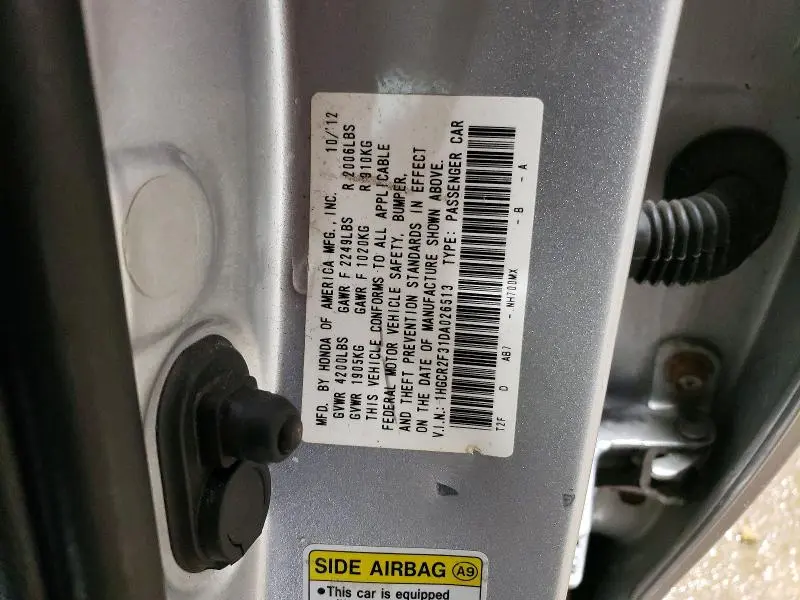 MFD. BY HONDA OF AMERICA MFG., INC. 10/'12
GVWR 4200LBS GAWR F 2249LBS R 2006LBS
GVWR 1905KG GAWR F 1020KG R 910KG
THIS VEHICLE CONFORMS TO ALL APPLICABLE
FEDERAL MOTOR VEHICLE SAFETY, BUMPER,
AND THEFT PREVENTION STANDARDS IN EFFECT
ON THE DATE OF MANUFACTURE SHOWN ABOVE.
V.I.N.: 1HGCR2F31DA026513 TYPE: PASSENGER CAR
T2F D AB7 - NH700MX - B - A
SIDE AIRBAG A9
•This car is equipped